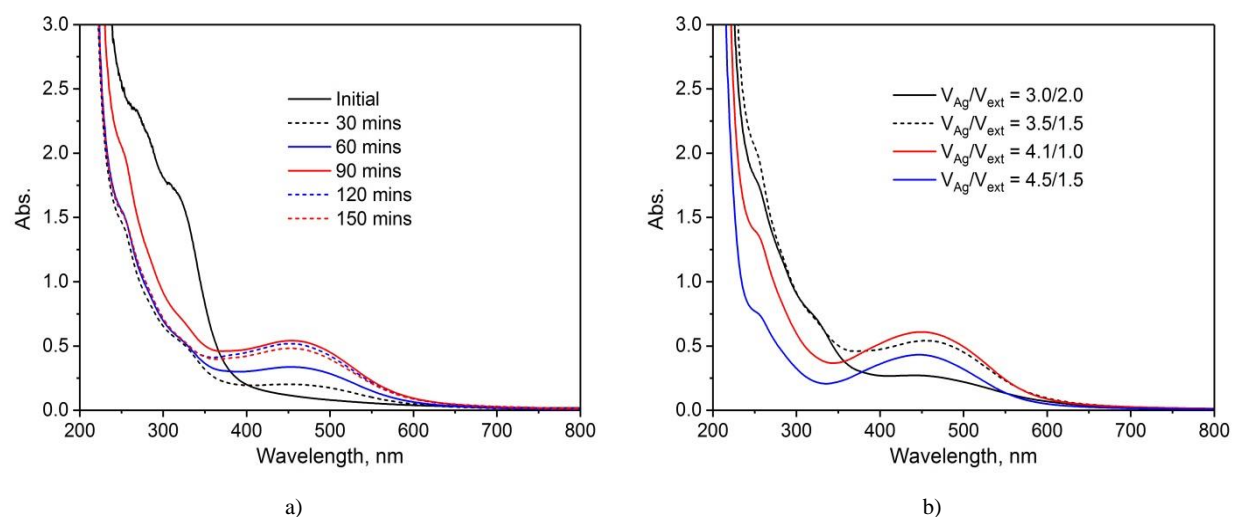 3.0
2.5
2.0
1.5
1.0
0.5
0.0
Abs.
200 300 400 500 600 700 800
Wavelength, nm
Initial
30 mins
60 mins
90 mins
120 mins
150 mins
a)
3.0
2.5
2.0
1.5
1.0
0.5
0.0
Abs.
200 300 400 500 600 700 800
Wavelength, nm
V_Ag/V_ext = 3.0/2.0
V_Ag/V_ext = 3.5/1.5
V_Ag/V_ext = 4.1/1.0
V_Ag/V_ext = 4.5/1.5
b)